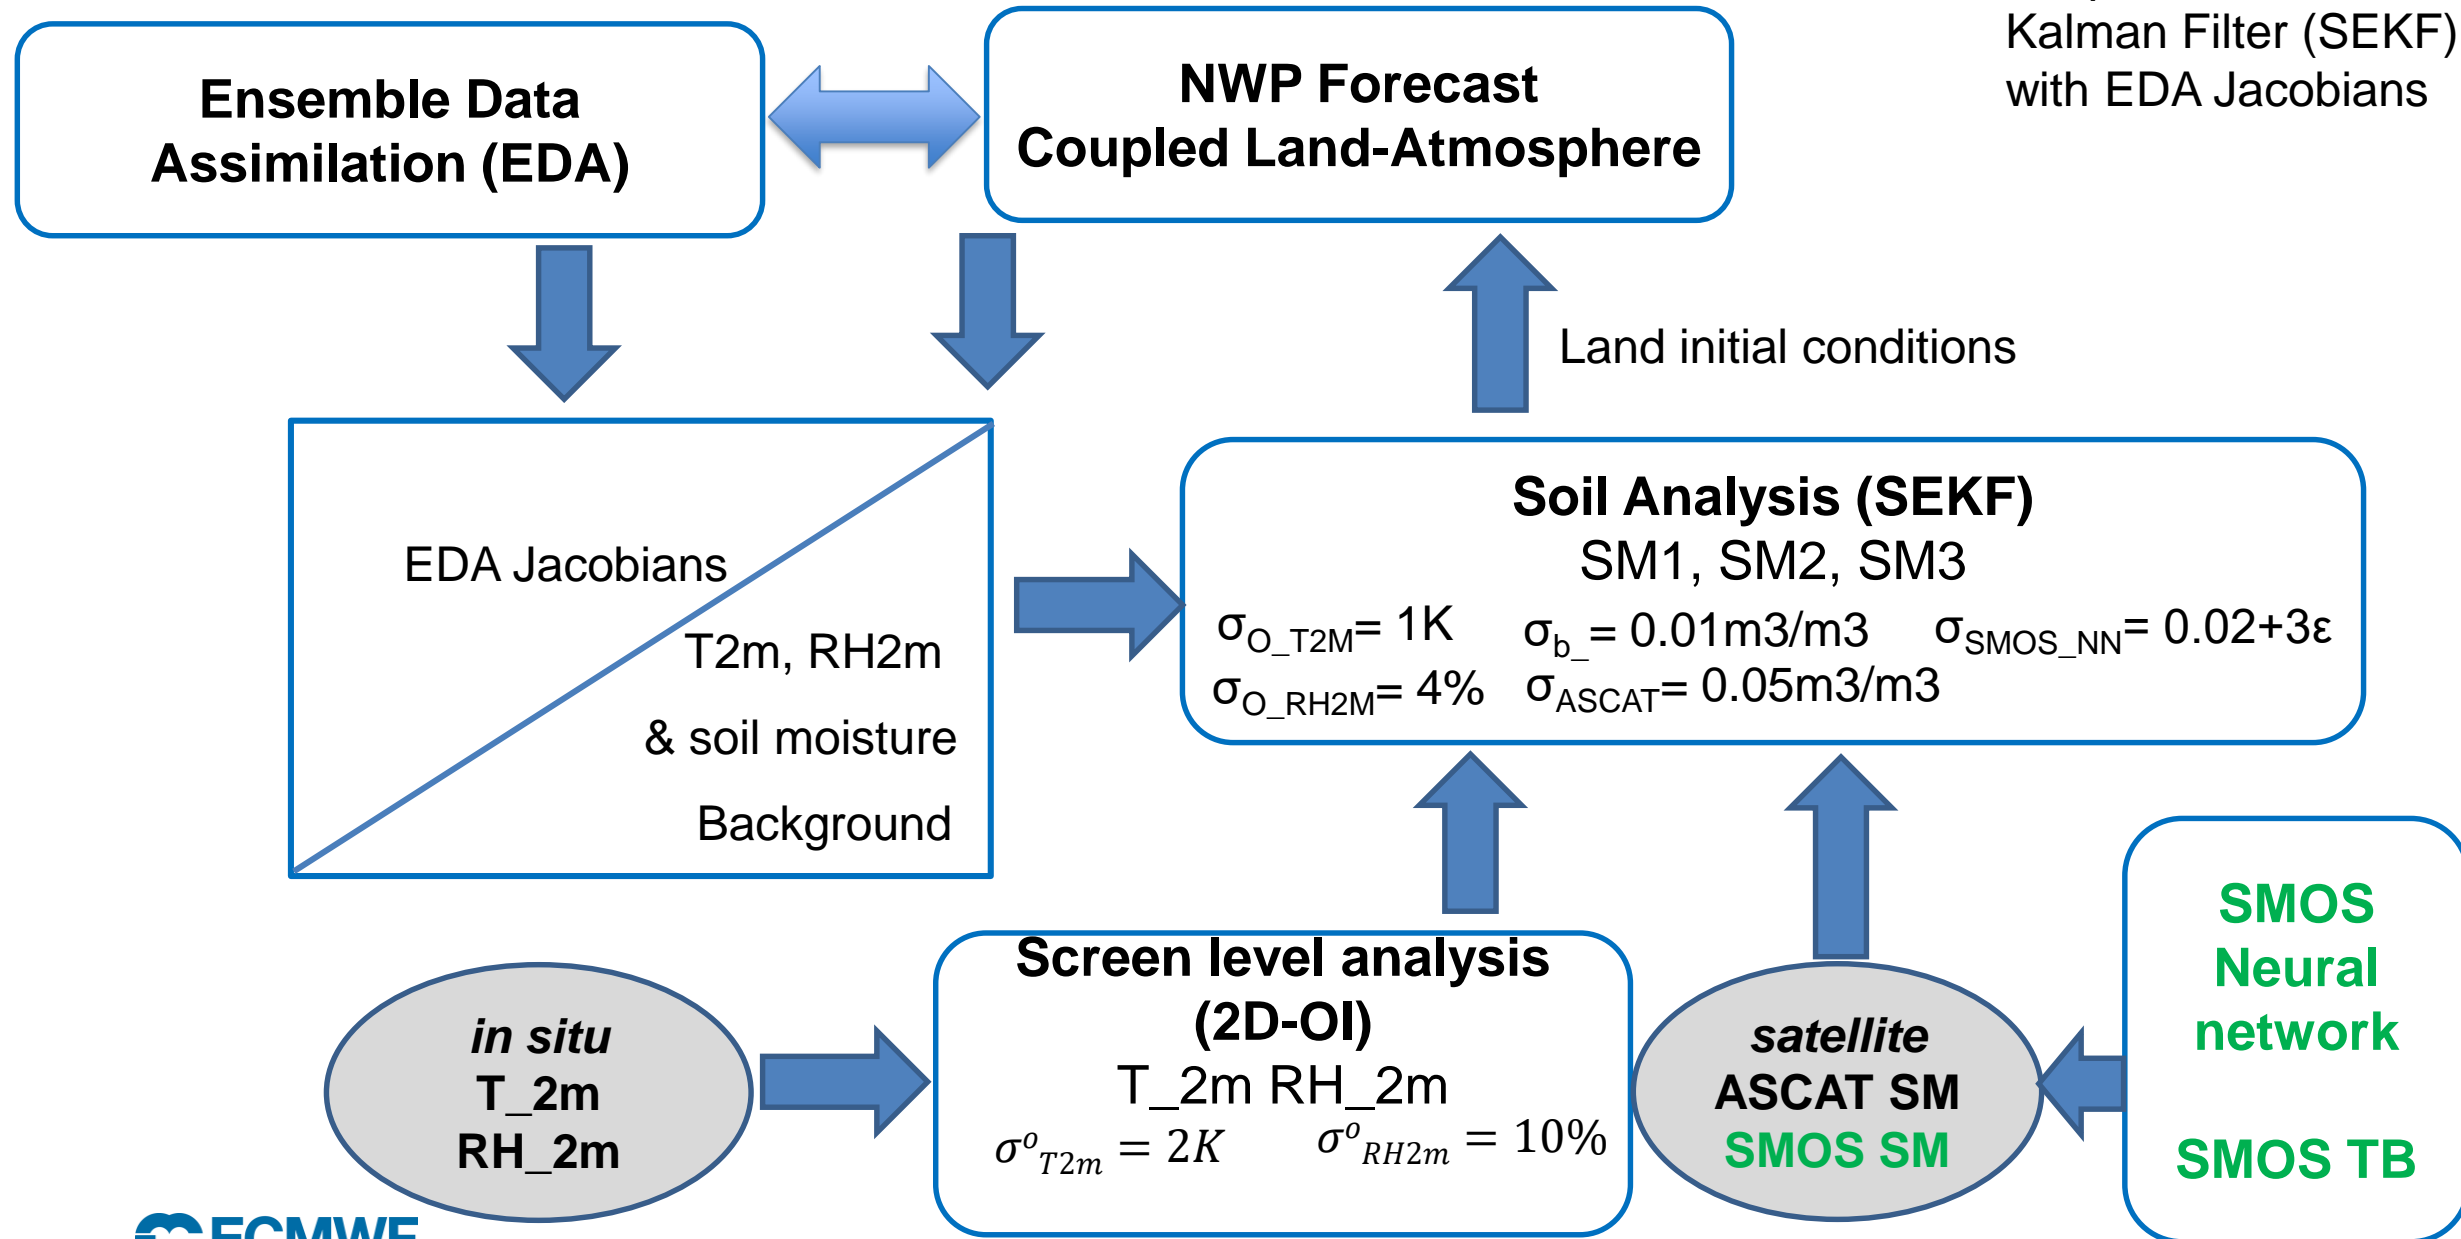 Kalman Filter (SEKF)
with EDA Jacobians
Ensemble Data
Assimilation (EDA)
NWP Forecast
Coupled Land-Atmosphere
Land initial conditions
EDA Jacobians
T2m, RH2m
& soil moisture
Background
Soil Analysis (SEKF)
SM1, SM2, SM3
σO_T2M= 1K σb_= 0.01m3/m3 σSMOS_NN= 0.02+3ε
σO_RH2M= 4% σASCAT= 0.05m3/m3
in situ
T_2m
RH_2m
Screen level analysis
(2D-OI)
T_2m RH_2m
σᵒT2m = 2K σᵒRH2m = 10%
satellite
ASCAT SM
SMOS SM
SMOS
Neural
network
SMOS TB
ECMWF